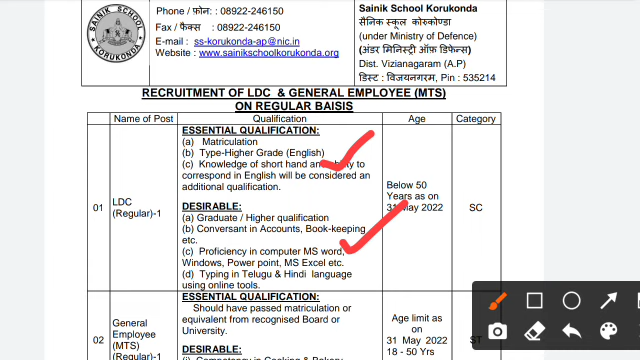 SAINIK SCHOOL
KORUKONDA
Phone / फ़ोन: : 08922-246150
Fax / फैक्स : 08922-246150
E-mail : ss-korukonda-ap@nic.in
Website : www.sainikschoolkorukonda.org
Sainik School Korukonda
सैनिक स्कूल कोरुकोण्डा
(under Ministry of Defence)
(अंडर मिनिस्ट्री ऑफ़ डिफेन्स)
Dist. Vizianagaram (A.P)
डिस्ट : विजयनगरम, Pin : 535214
RECRUITMENT OF LDC & GENERAL EMPLOYEE (MTS)
ON REGULAR BAISIS
Name of Post Qualification Age Category
01
LDC
(Regular)-1
ESSENTIAL QUALIFICATION:
(a) Matriculation
(b) Type-Higher Grade (English)
(c) Knowledge of short hand and ability to
correspond in English will be considered an
additional qualification.
DESIRABLE:
(a) Graduate / Higher qualification
(b) Conversant in Accounts, Book-keeping
etc.
(c) Proficiency in computer MS word,
Windows, Power point, MS Excel etc.
(d) Typing in Telugu & Hindi language
using online tools.
Below 50
Years as on
31 May 2022
SC
02
General
Employee
(MTS)
(Regular)-1
ESSENTIAL QUALIFICATION:
Should have passed matriculation or
equivalent from recognised Board or
University.
DESIRABLE:
Age limit as
on
31 May 2022
18 - 50 Yrs
ST